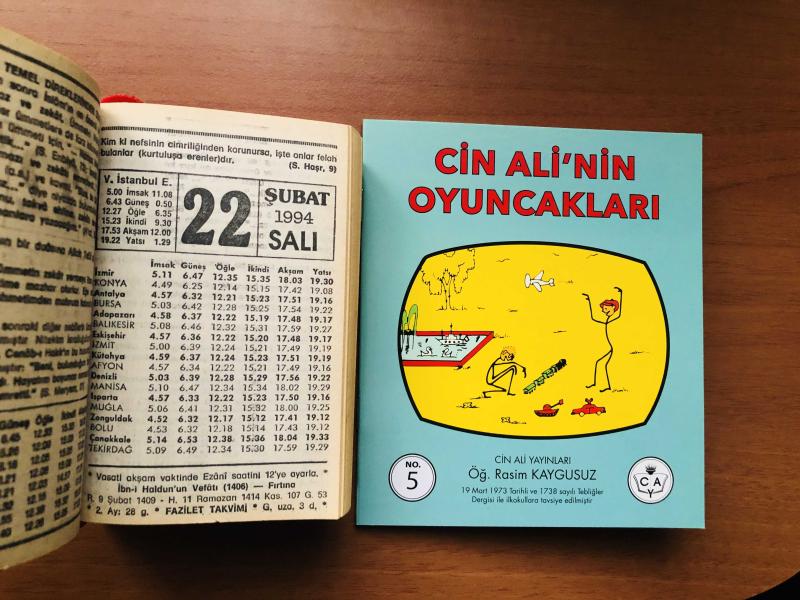 TEMEL DİREKLERİNDEN
Kim ki nefsinin cimriliğinden korunursa, işte onlar felah
bulanlar (kurtuluşa erenler)dır. (S. Haşr, 9)
V. İstanbul E.
5.00 İmsak 11.08
6.43 Güneş 0.50
12.27 Öğle 6.35
15.23 İkindi 9.30
17.53 Akşam 12.00
19.22 Yatsı 1.29
22
ŞUBAT
1994
SALI
İmsak Güneş Öğle İkindi Akşam Yatsı
İzmir 5.11 6.47 12.35 15.35 18.03 19.30
KONYA 4.49 6.25 12.14 15.15 17.42 19.08
Antalya 4.57 6.32 12.21 15.23 17.51 19.16
BURSA 5.03 6.42 12.28 15.25 17.54 19.22
Adapazarı 4.58 6.37 12.22 15.19 17.48 19.17
BALIKESİR 5.08 6.46 12.32 15.31 17.59 19.27
Eskişehir 4.57 6.36 12.22 15.20 17.48 19.17
İZMİT 5.00 6.39 12.24 15.21 17.49 19.19
Kütahya 4.59 6.37 12.24 15.23 17.51 19.19
AFYON 4.57 6.34 12.22 15.21 17.49 19.17
Denizli 5.03 6.39 12.28 15.29 17.56 19.22
MANİSA 5.10 6.47 12.34 15.34 18.02 19.29
Isparta 4.57 6.33 12.22 15.23 17.50 19.16
MUĞLA 5.06 6.41 12.31 15.32 18.00 19.25
Zonguldak 4.52 6.32 12.17 15.12 17.41 19.12
BOLU 4.53 6.32 12.18 15.14 17.43 19.12
Çanakkale 5.14 6.53 12.38 15.36 18.04 19.33
TEKİRDAĞ 5.09 6.49 12.34 15.30 17.59 19.29
* Vasati akşam vaktinde Ezânî saatini 12'ye ayarla. *
İbn-i Haldun'un Vefâtı (1406) — Fırtına
R. 9 Şubat 1409 - H. 11 Ramazan 1414 Kas. 107 G. 53
* 2. Ay: 28 g. * FAZİLET TAKVİMİ * G, uza, 3 d, *
CİN ALİ'NİN
OYUNCAKLARI
NO.
5
CİN ALİ YAYINLARI
Öğ. Rasim KAYGUSUZ
19 Mart 1973 Tarihli ve 1738 sayılı Tebliğler
Dergisi ile ilkokullara tavsiye edilmiştir
C A
Y